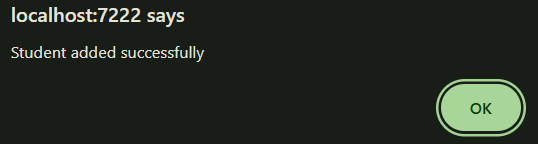 localhost:7222 says
Student added successfully
OK